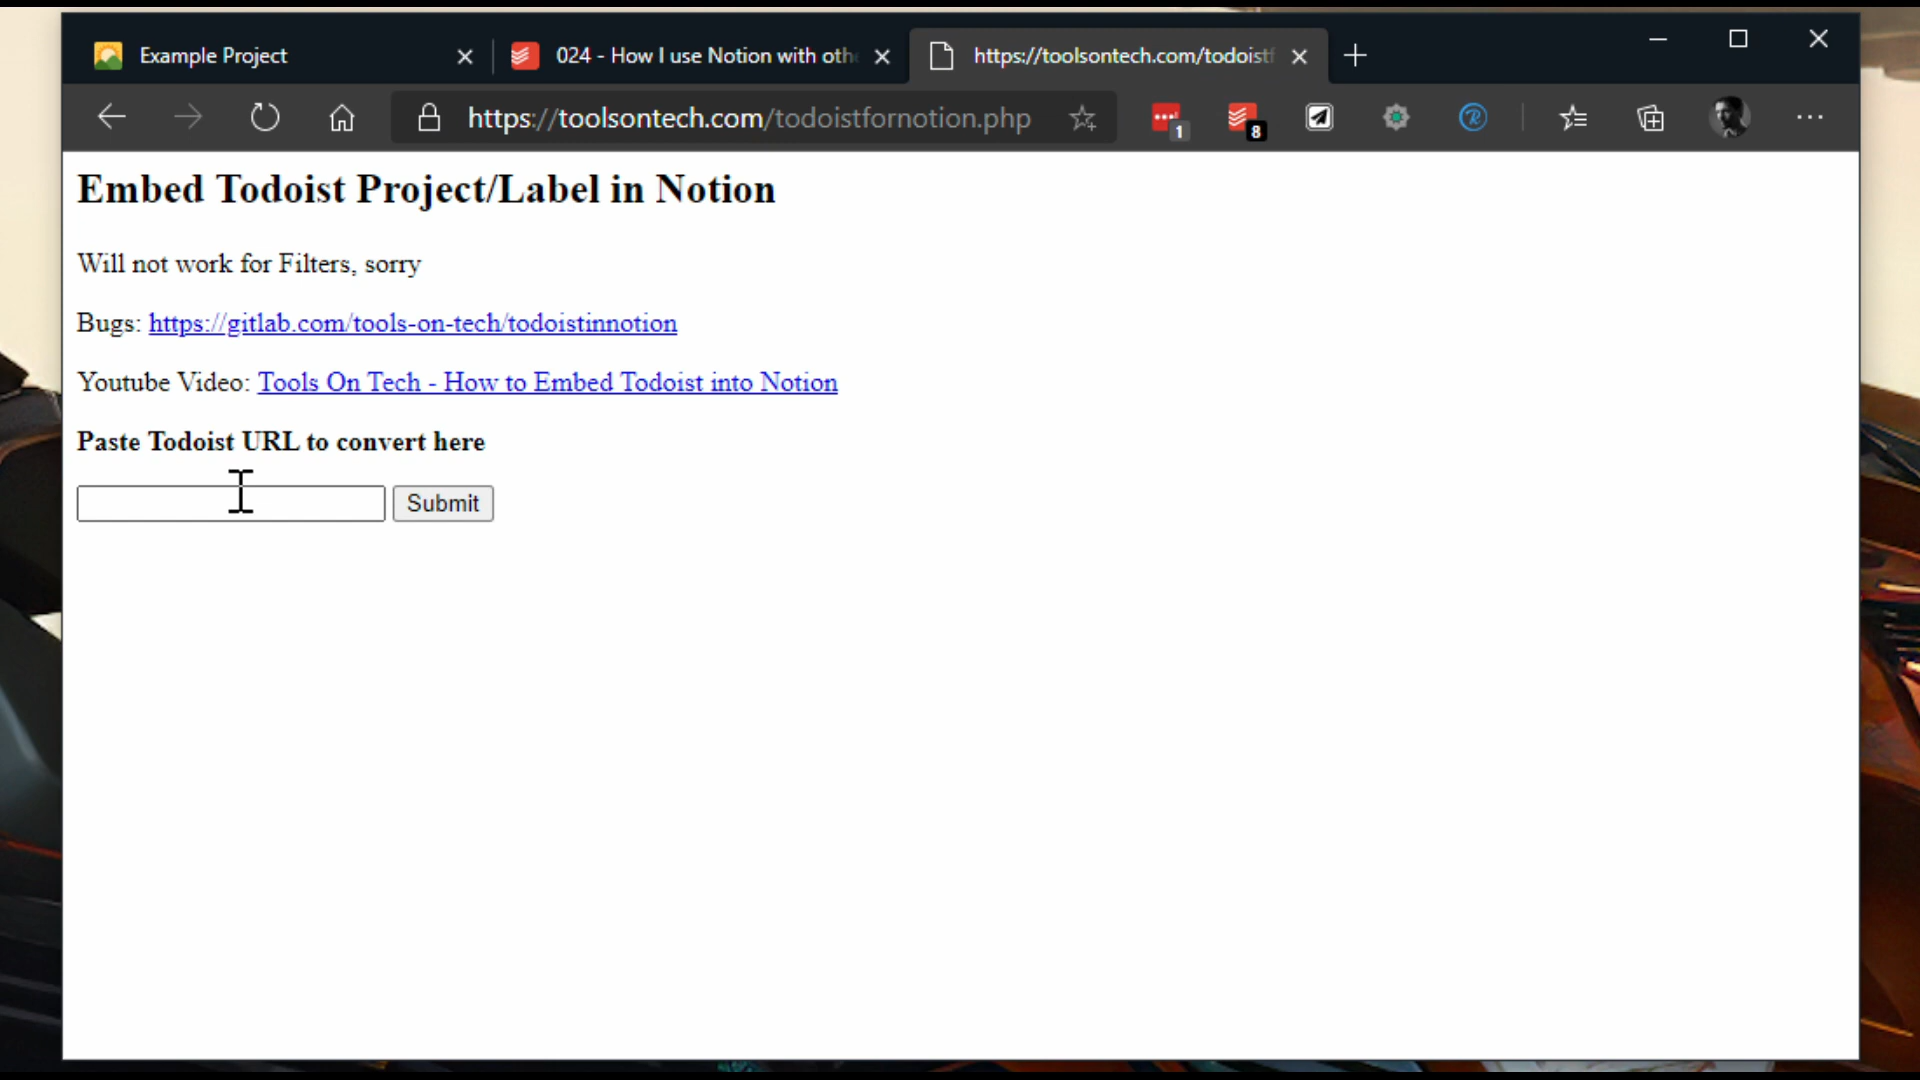 Example Project
024 - How I use Notion with oth
https://toolsontech.com/todoistf
https://toolsontech.com/todoistfornotion.php
1
8
Embed Todoist Project/Label in Notion
Will not work for Filters, sorry
Bugs: https://gitlab.com/tools-on-tech/todoistinnotion
Youtube Video: Tools On Tech - How to Embed Todoist into Notion
Paste Todoist URL to convert here
Submit